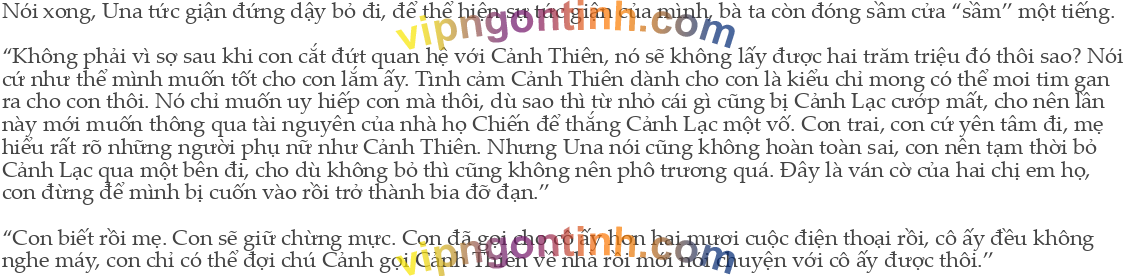 Nói xong, Una tức giận đứng dậy bỏ đi, để thể hiện sự tức giận của mình, bà ta còn đóng sầm cửa “sầm” một tiếng.
vipngontinh.com
“Không phải vì sợ sau khi con cắt đứt quan hệ với Cảnh Thiên, nó sẽ không lấy được hai trăm triệu đó thôi sao? Nói
cứ như thể mình muốn tốt cho con lắm ấy. Tình cảm Cảnh Thiên dành cho con là kiểu chỉ mong có thể moi tim gan
ra cho con thôi. Nó chỉ muốn uy hiếp con mà thôi, dù sao thì từ nhỏ cái gì cũng bị Cảnh Lạc cướp mất, cho nên lần
này mới muốn thông qua tài nguyên của nhà họ Chiến để thắng Cảnh Lạc một vố. Con trai, con cứ yên tâm đi, mẹ
hiểu rất rõ những người phụ nữ như Cảnh Thiên. Nhưng Una nói cũng không hoàn toàn sai, con nên tạm thời bỏ
Cảnh Lạc qua một bên đi, cho dù không bỏ thì cũng không nên phô trương quá. Đây là ván cờ của hai chị em họ,
con đừng để mình bị cuốn vào rồi trở thành bia đỡ đạn.”
“Con biết rồi mẹ. Con sẽ giữ chừng mực. Con đã gọi cho cô ấy hơn hai mươi cuộc điện thoại rồi, cô ấy đều không
nghe máy, con chỉ có thể đợi chú Cảnh gọi Cảnh Thiên về nhà rồi mới nói chuyện với cô ấy được thôi.”
vipngontinh.com